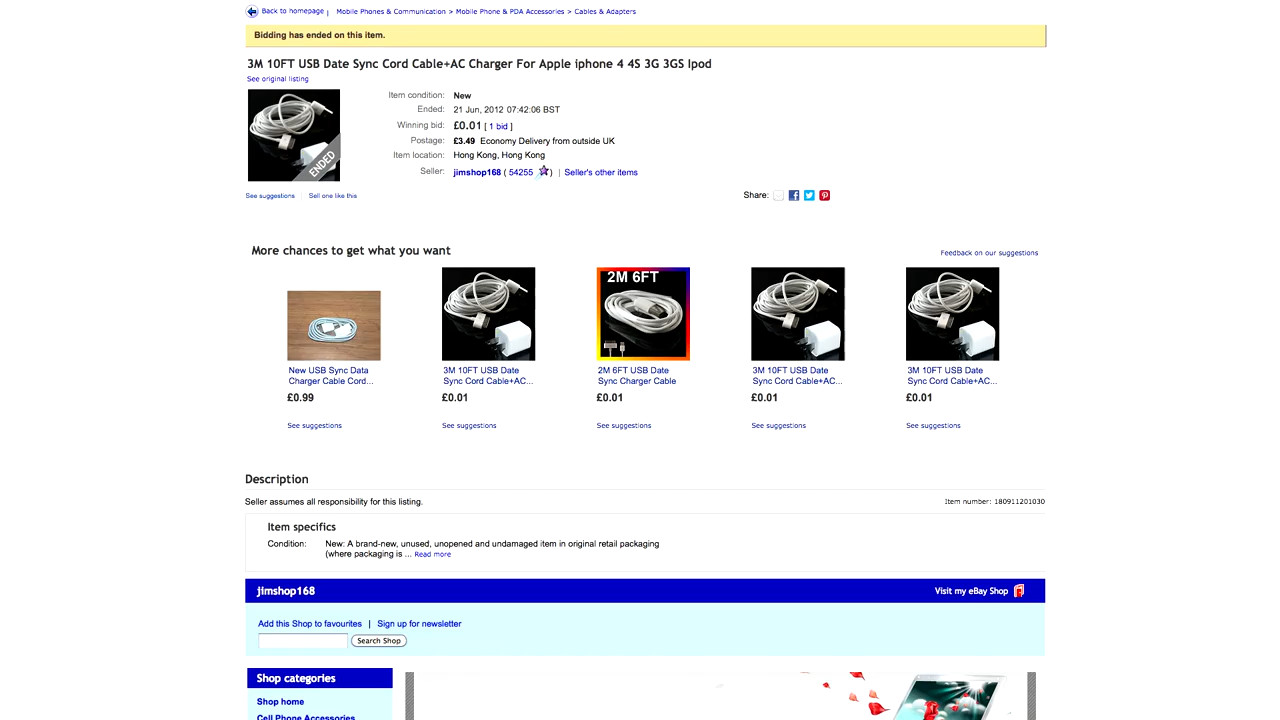 Back to homepage | Mobile Phones & Communication > Mobile Phone & PDA Accessories > Cables & Adapters
Bidding has ended on this item.
3M 10FT USB Date Sync Cord Cable+AC Charger For Apple iphone 4 4S 3G 3GS Ipod
See original listing
ENDED
Item condition: New
Ended: 21 Jun, 2012 07:42:06 BST
Winning bid: £0.01 [ 1 bid ]
Postage: £3.49 Economy Delivery from outside UK
Item location: Hong Kong, Hong Kong
Seller: jimshop168 ( 54255 ) | Seller's other items
See suggestions | Sell one like this
Share:
More chances to get what you want
Feedback on our suggestions
2M 6FT
New USB Sync Data
Charger Cable Cord...
£0.99
See suggestions
3M 10FT USB Date
Sync Cord Cable+AC...
£0.01
See suggestions
2M 6FT USB Date
Sync Charger Cable
£0.01
See suggestions
3M 10FT USB Date
Sync Cord Cable+AC...
£0.01
See suggestions
3M 10FT USB Date
Sync Cord Cable+AC...
£0.01
See suggestions
Description
Seller assumes all responsibility for this listing.
Item number: 180911201030
Item specifics
Condition: New: A brand-new, unused, unopened and undamaged item in original retail packaging
(where packaging is ... Read more
jimshop168
Visit my eBay Shop
Add this Shop to favourites | Sign up for newsletter
Search Shop
Shop categories
Shop home
Cell Phone Accessories